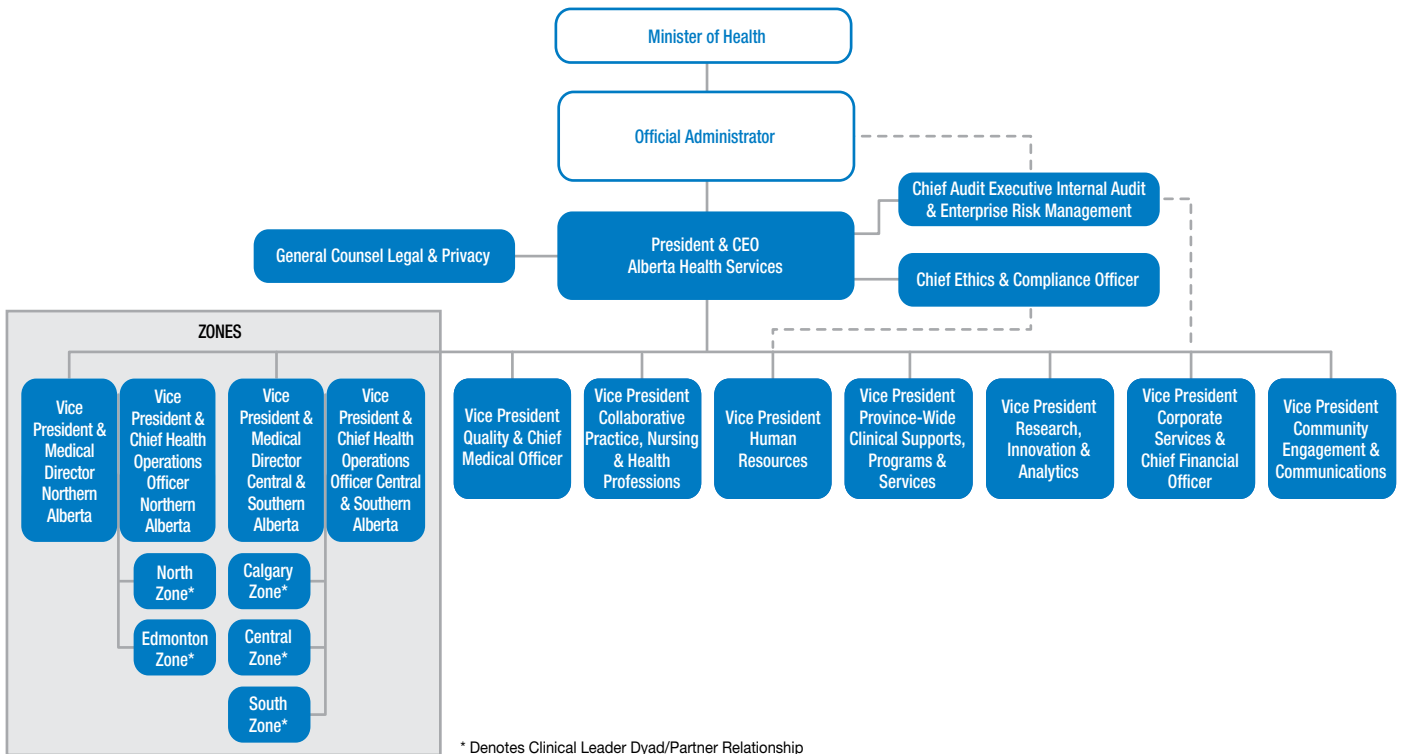 Minister of Health
Official Administrator
Chief Audit Executive Internal Audit
& Enterprise Risk Management
General Counsel Legal & Privacy
President & CEO
Alberta Health Services
Chief Ethics & Compliance Officer
ZONES
Vice
President &
Medical
Director
Northern
Alberta
Vice
President &
Chief Health
Operations
Officer
Northern
Alberta
Vice
President &
Medical
Director
Central &
Southern
Alberta
Vice
President &
Chief Health
Operations
Officer Central
& Southern
Alberta
Vice President
Quality & Chief
Medical Officer
Vice President
Collaborative
Practice, Nursing
& Health
Professions
Vice President
Human
Resources
Vice President
Province-Wide
Clinical Supports,
Programs &
Services
Vice President
Research,
Innovation &
Analytics
Vice President
Corporate
Services &
Chief Financial
Officer
Vice President
Community
Engagement &
Communications
North
Zone*
Edmonton
Zone*
Calgary
Zone*
Central
Zone*
South
Zone*
* Denotes Clinical Leader Dyad/Partner Relationship